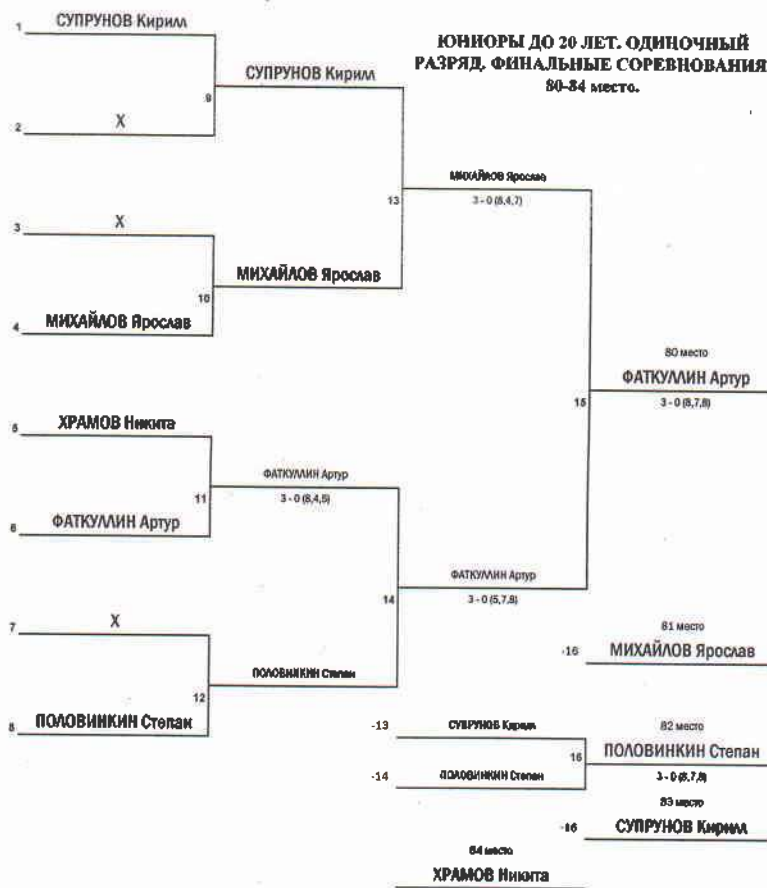 ЮНИОРЫ ДО 20 ЛЕТ. ОДИНОЧНЫЙ
РАЗРЯД. ФИНАЛЬНЫЕ СОРЕВНОВАНИЯ
80-84 место.
1 СУПРУНОВ Кирилл
СУПРУНОВ Кирилл
9
2 X
МИХАЙЛОВ Ярослав
13
3 - 0 (8,4,7)
3 X
МИХАЙЛОВ Ярослав
10
4 МИХАЙЛОВ Ярослав
80 место
ФАТКУЛЛИН Артур
15
3 - 0 (8,7,8)
5 ХРАМОВ Никита
ФАТКУЛЛИН Артур
11
3 - 0 (8,4,5)
6 ФАТКУЛЛИН Артур
ФАТКУЛЛИН Артур
14
3 - 0 (5,7,8)
7 X
81 место
-15 МИХАЙЛОВ Ярослав
ПОЛОВИНКИН Степан
12
8 ПОЛОВИНКИН Степан
-13 СУПРУНОВ Кирилл
82 место
16 ПОЛОВИНКИН Степан
-14 ПОЛОВИНКИН Степан
3 - 0 (8,7,8)
83 место
-16 СУПРУНОВ Кирилл
84 место
ХРАМОВ Никита